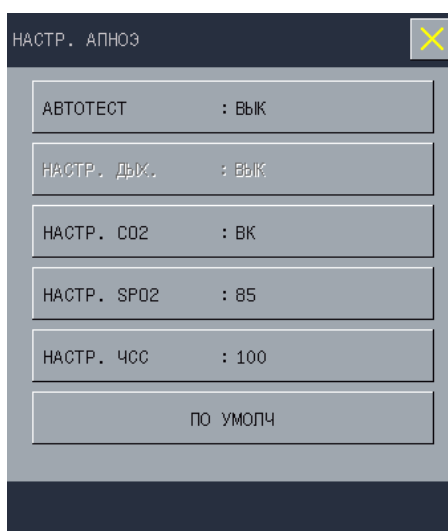 НАСТР. АПНОЭ
АВТОТЕСТ : ВЫК
НАСТР. ДЫХ. : ВЫК
НАСТР. CO2 : ВК
НАСТР. SPO2 : 85
НАСТР. ЧСС : 100
ПО УМОЛЧ